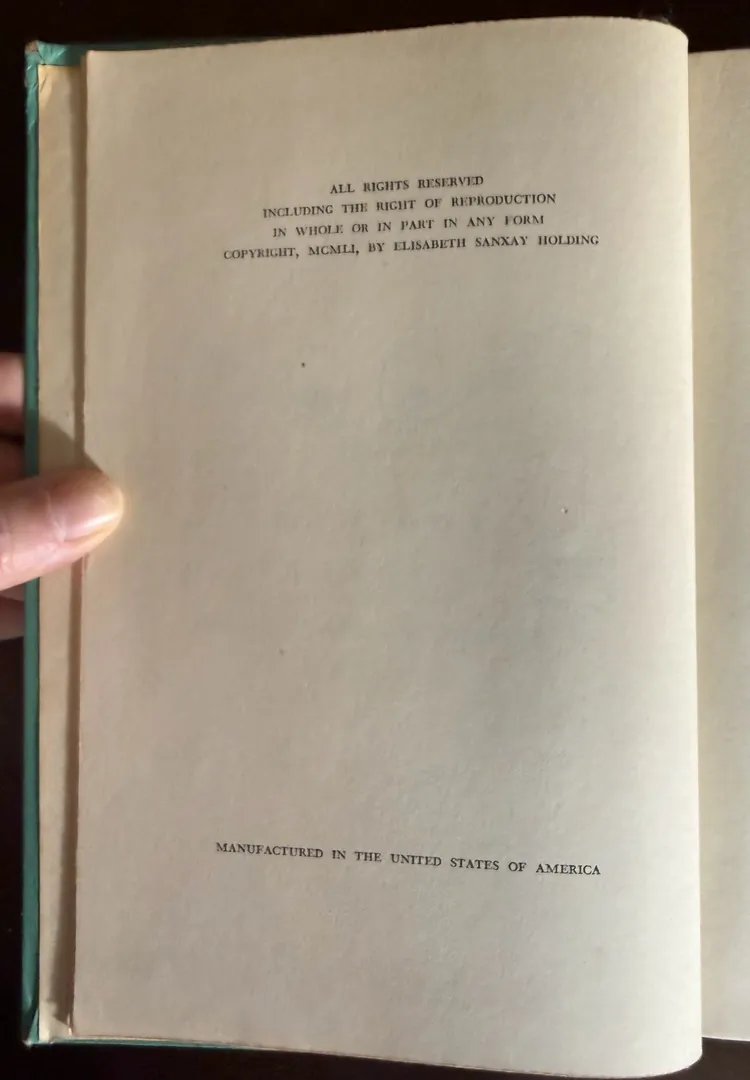 ALL RIGHTS RESERVED
INCLUDING THE RIGHT OF REPRODUCTION
IN WHOLE OR IN PART IN ANY FORM
COPYRIGHT, MCMLI, BY ELISABETH SANXAY HOLDING
MANUFACTURED IN THE UNITED STATES OF AMERICA